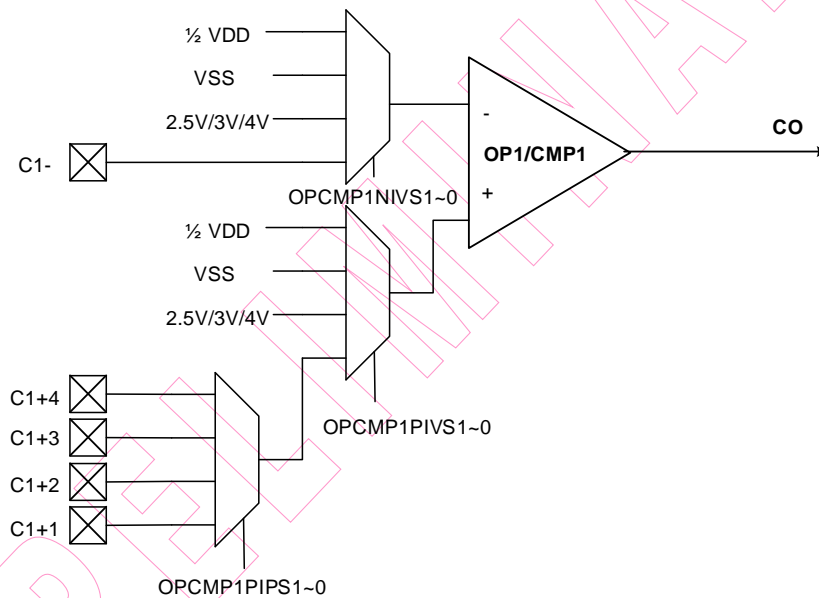 ½ VDD
VSS
2.5V/3V/4V
C1-
OPCMP1NIVS1~0
-
OP1/CMP1
+
CO
½ VDD
VSS
2.5V/3V/4V
OPCMP1PIVS1~0
C1+4
C1+3
C1+2
C1+1
OPCMP1PIPS1~0